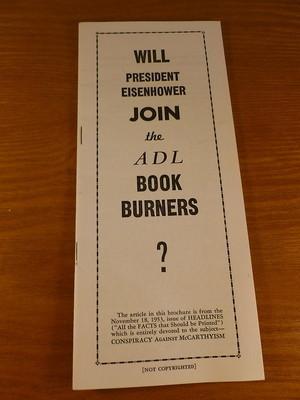 WILL
PRESIDENT
EISENHOWER
JOIN
the
ADL
BOOK
BURNERS
?
The article in this brochure is from the
November 18, 1953, issue of HEADLINES
("All the FACTS that Should be Printed")
which is entirely devoted to the subject—
CONSPIRACY AGAINST McCARTHYISM
[NOT COPYRIGHTED]